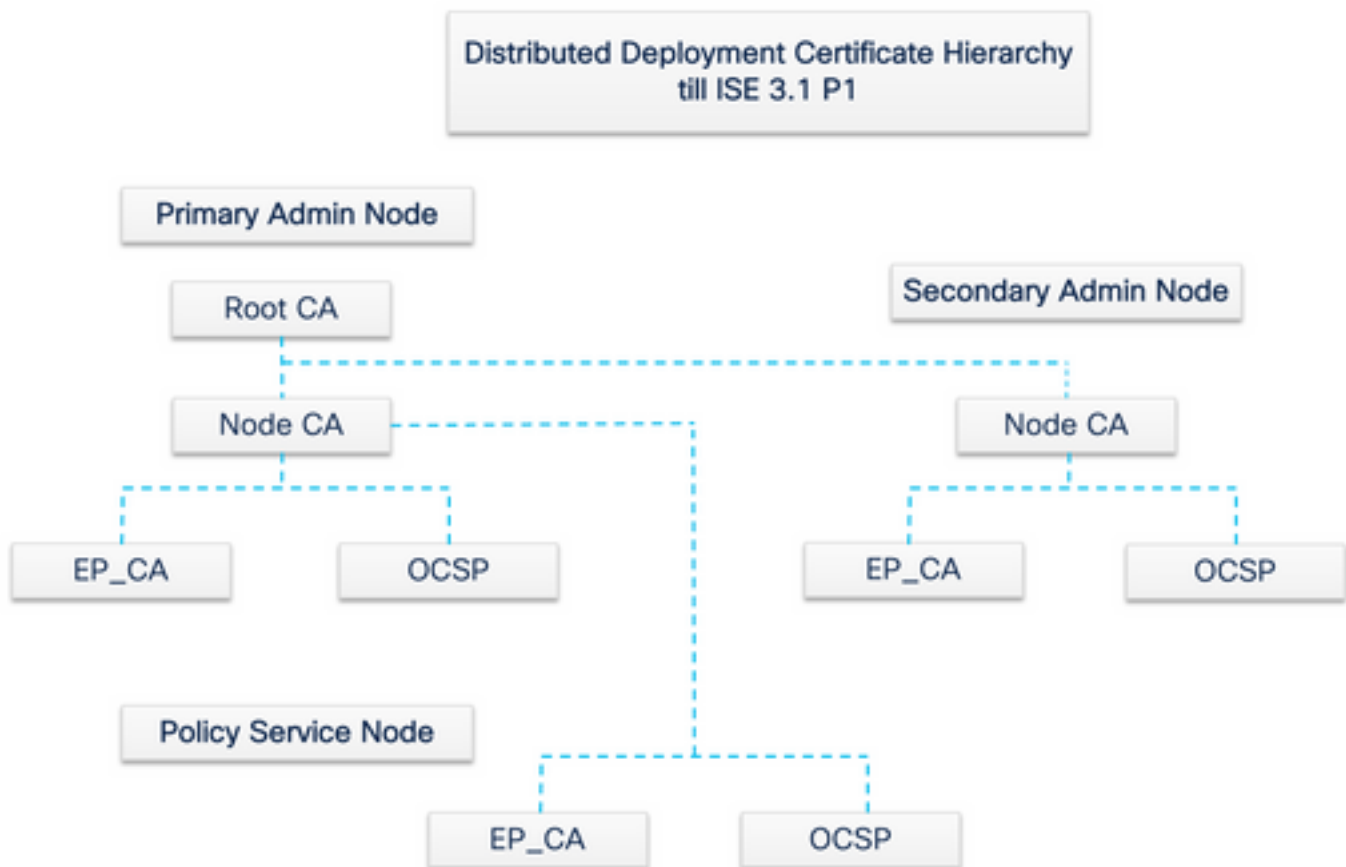 Distributed Deployment Certificate Hierarchy
till ISE 3.1 P1
Primary Admin Node
Secondary Admin Node
Root CA
Node CA
Node CA
EP_CA
OCSP
EP_CA
OCSP
Policy Service Node
EP_CA
OCSP